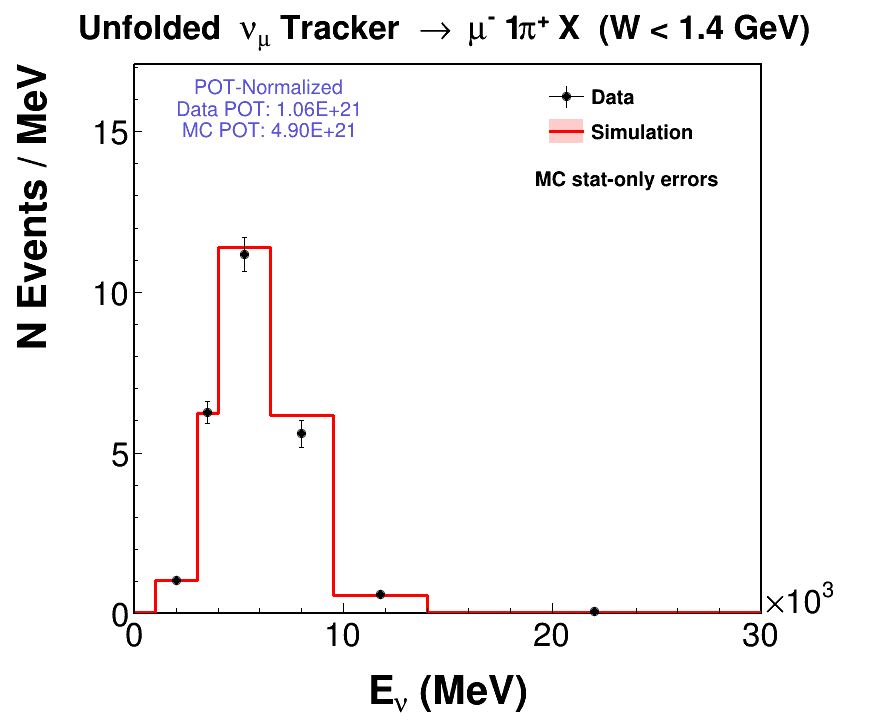 Unfolded νμ Tracker → μ- 1π+ X (W < 1.4 GeV)
N Events / MeV
POT-Normalized
Data POT: 1.06E+21
MC POT: 4.90E+21
Data
Simulation
MC stat-only errors
15
10
5
0
0 10 20 30
×10³
Eν (MeV)